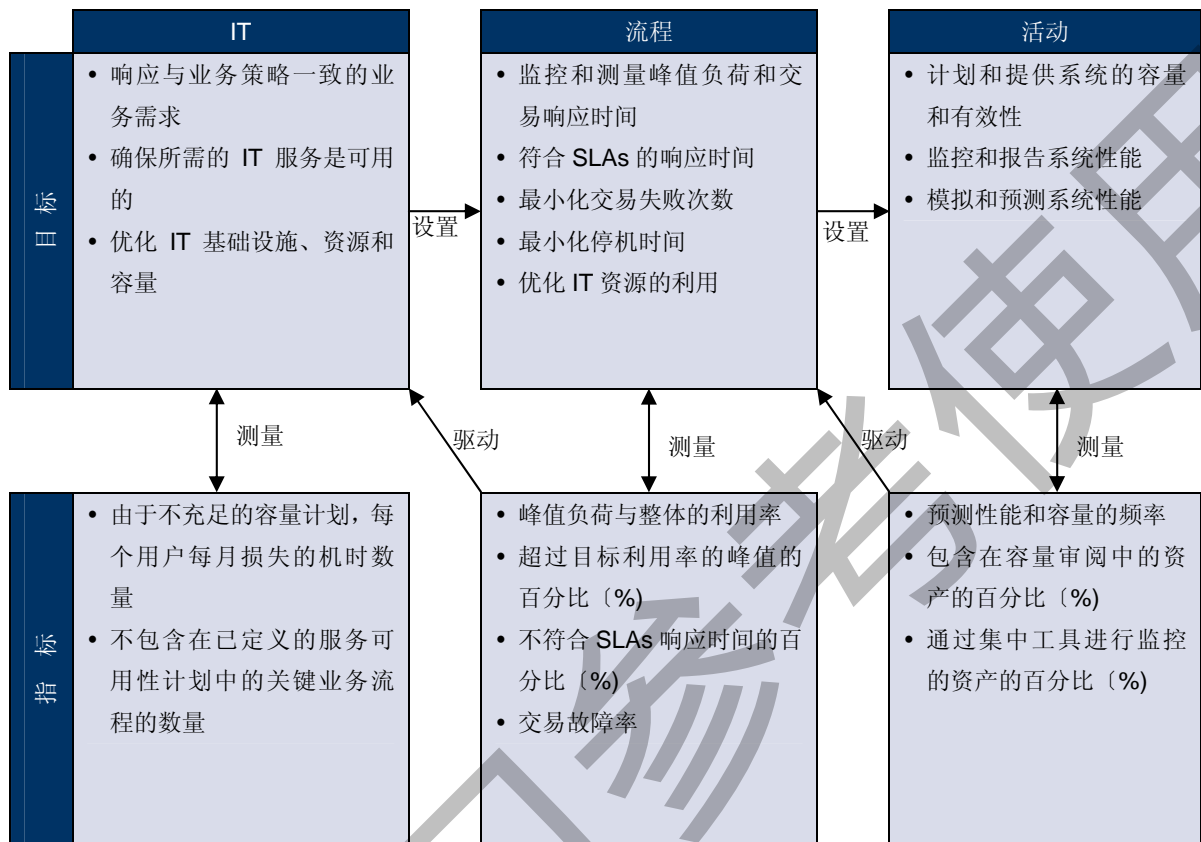 IT
流程
活动
目标
• 响应与业务策略一致的业
务需求
• 确保所需的 IT 服务是可用
的
• 优化 IT 基础设施、资源和
容量
设置
• 监控和测量峰值负荷和交
易响应时间
• 符合 SLAs 的响应时间
• 最小化交易失败次数
• 最小化停机时间
• 优化 IT 资源的利用
设置
• 计划和提供系统的容量
和有效性
• 监控和报告系统性能
• 模拟和预测系统性能
测量
驱动
测量
驱动
测量
指标
• 由于不充足的容量计划，每
个用户每月损失的机时数
量
• 不包含在已定义的服务可
用性计划中的关键业务流
程的数量
• 峰值负荷与整体的利用率
• 超过目标利用率的峰值的
百分比〔%)
• 不符合 SLAs 响应时间的百
分比〔%)
• 交易故障率
• 预测性能和容量的频率
• 包含在容量审阅中的资
产的百分比〔%)
• 通过集中工具进行监控
的资产的百分比〔%)
参考使用